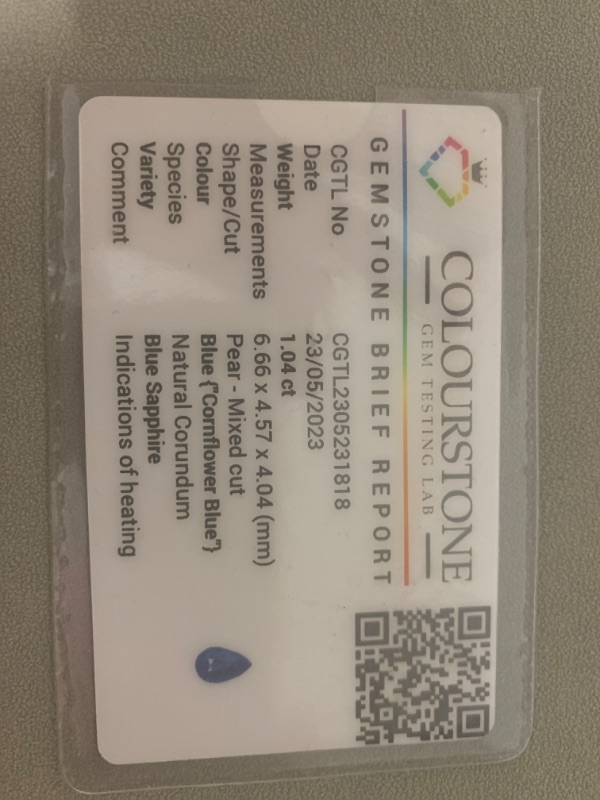 COLOURSTONE
GEM TESTING LAB
GEMSTONE BRIEF REPORT
CGTL No CGTL2305231818
Date 23/05/2023
Weight 1.04 ct
Measurements 6.66 x 4.57 x 4.04 (mm)
Shape/Cut Pear - Mixed cut
Colour Blue {"Cornflower Blue"}
Species Natural Corundum
Variety Blue Sapphire
Comment Indications of heating